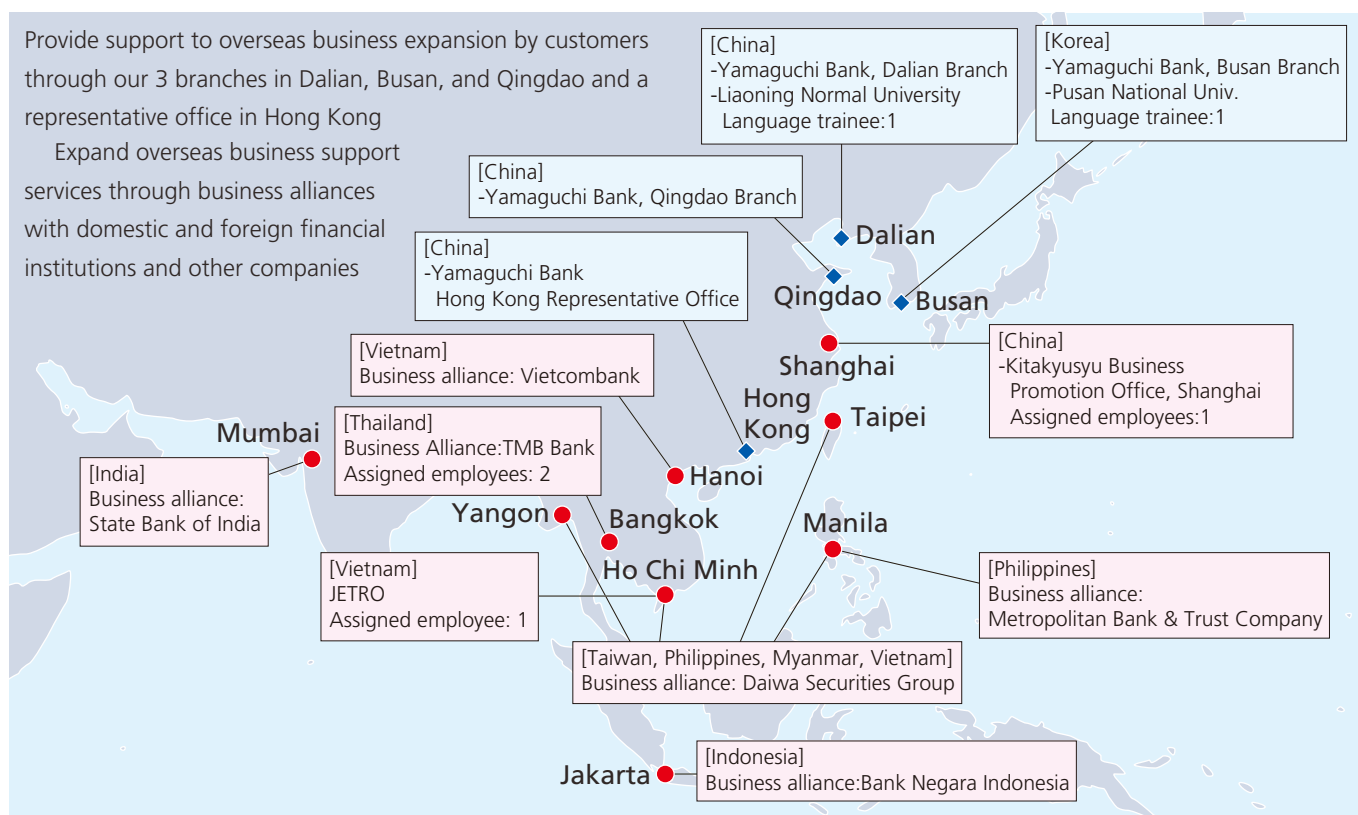 Provide support to overseas business expansion by customers
through our 3 branches in Dalian, Busan, and Qingdao and a
representative office in Hong Kong
Expand overseas business support
services through business alliances
with domestic and foreign financial
institutions and other companies
[China]
-Yamaguchi Bank, Dalian Branch
-Liaoning Normal University
Language trainee:1
[Korea]
-Yamaguchi Bank, Busan Branch
-Pusan National Univ.
Language trainee:1
[China]
-Yamaguchi Bank, Qingdao Branch
[China]
-Yamaguchi Bank
Hong Kong Representative Office
Dalian
Qingdao
Busan
[Vietnam]
Business alliance: Vietcombank
Shanghai
[China]
-Kitakyusyu Business
Promotion Office, Shanghai
Assigned employees:1
Hong
Kong
Taipei
Mumbai
[Thailand]
Business Alliance:TMB Bank
Assigned employees: 2
[India]
Business alliance:
State Bank of India
Hanoi
Yangon
Bangkok
Manila
[Vietnam]
JETRO
Assigned employee: 1
Ho Chi Minh
[Philippines]
Business alliance:
Metropolitan Bank & Trust Company
[Taiwan, Philippines, Myanmar, Vietnam]
Business alliance: Daiwa Securities Group
Jakarta
[Indonesia]
Business alliance:Bank Negara Indonesia